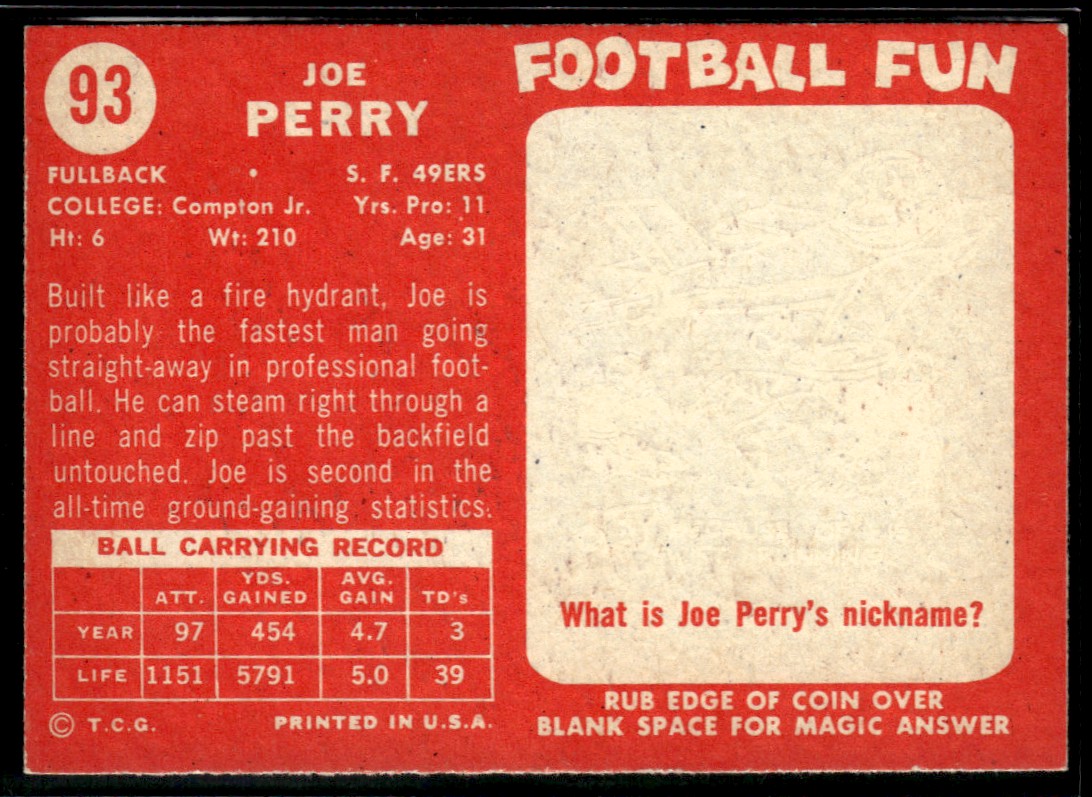 93
JOE
PERRY
FULLBACK • S. F. 49ERS
COLLEGE: Compton Jr. Yrs. Pro: 11
Ht: 6 Wt: 210 Age: 31
Built like a fire hydrant, Joe is
probably the fastest man going
straight-away in professional foot-
ball. He can steam right through a
line and zip past the backfield
untouched. Joe is second in the
all-time ground-gaining statistics.
BALL CARRYING RECORD
ATT. YDS. GAINED AVG. GAIN TD's
YEAR 97 454 4.7 3
LIFE 1151 5791 5.0 39
© T.C.G. PRINTED IN U.S.A.
FOOTBALL FUN
What is Joe Perry's nickname?
RUB EDGE OF COIN OVER
BLANK SPACE FOR MAGIC ANSWER